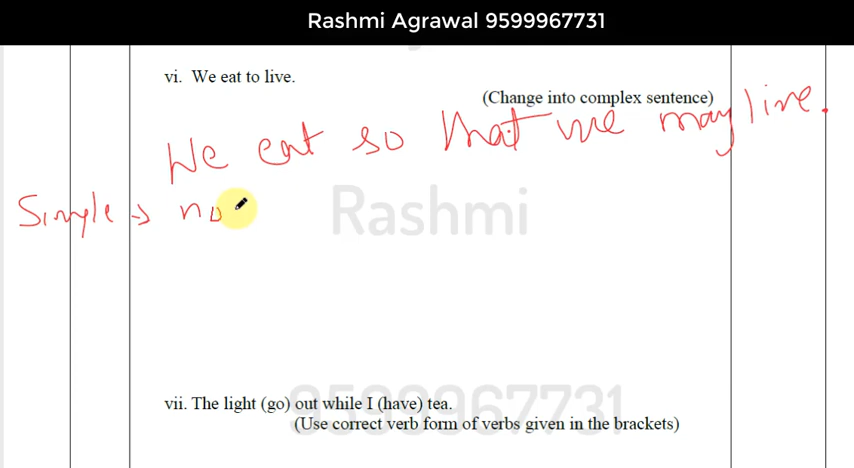 Rashmi Agrawal 9599967731
vi. We eat to live.
(Change into complex sentence)
We eat so that we may live.
Simple → no
Rashmi
vii. The light (go) out while I (have) tea.
9599967731
(Use correct verb form of verbs given in the brackets)